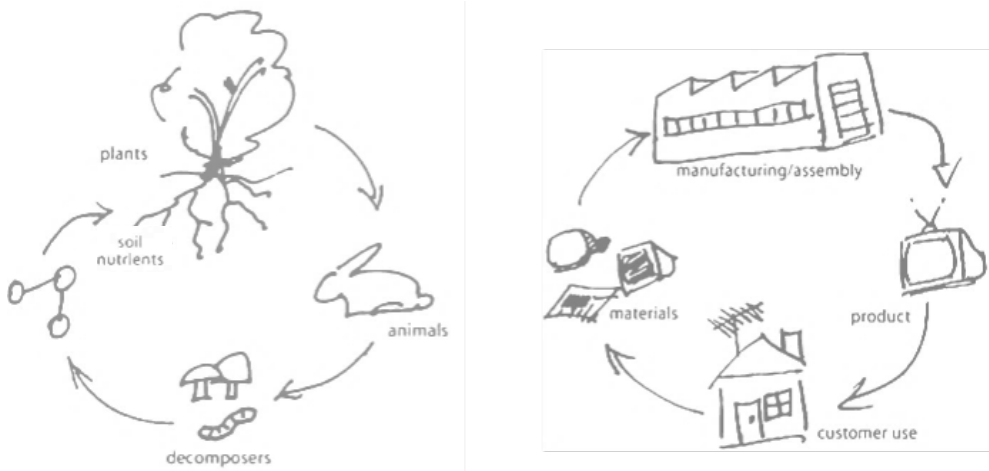 plants
soil
nutrients
animals
decomposers
manufacturing/assembly
materials
product
customer use